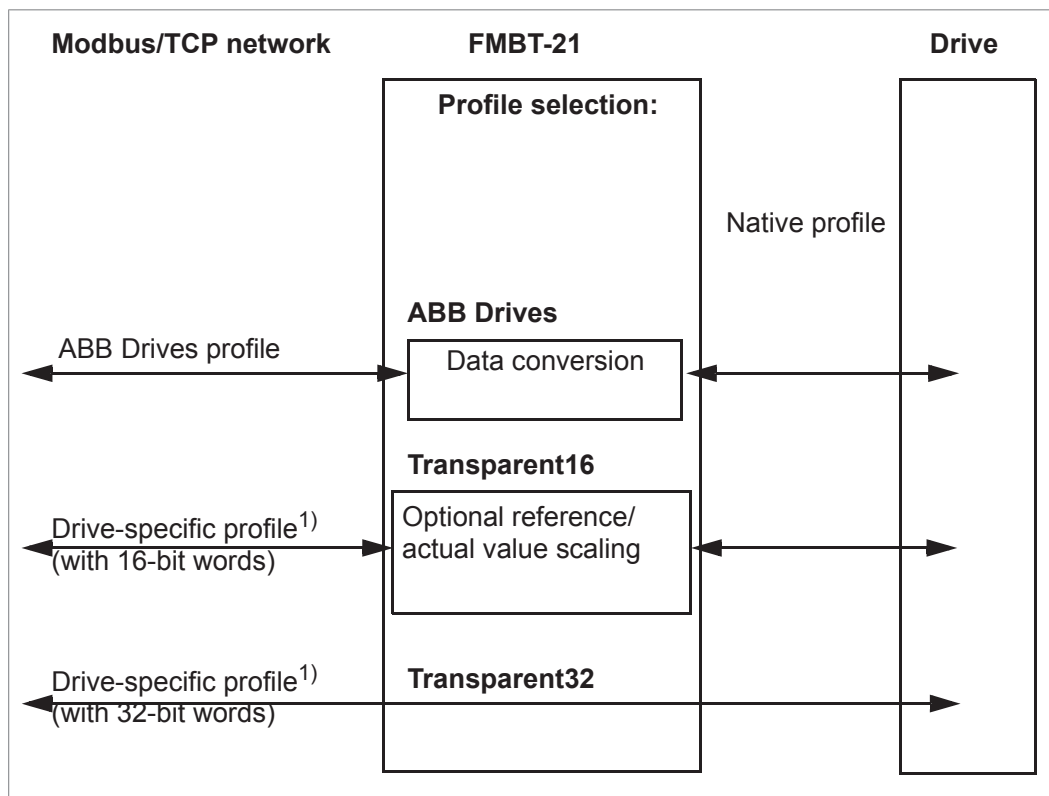 Modbus/TCP network FMBT-21 Drive
Profile selection:
Native profile
ABB Drives
ABB Drives profile
Data conversion
Transparent16
Drive-specific profile1)
(with 16-bit words)
Optional reference/
actual value scaling
Drive-specific profile1)
(with 32-bit words)
Transparent32